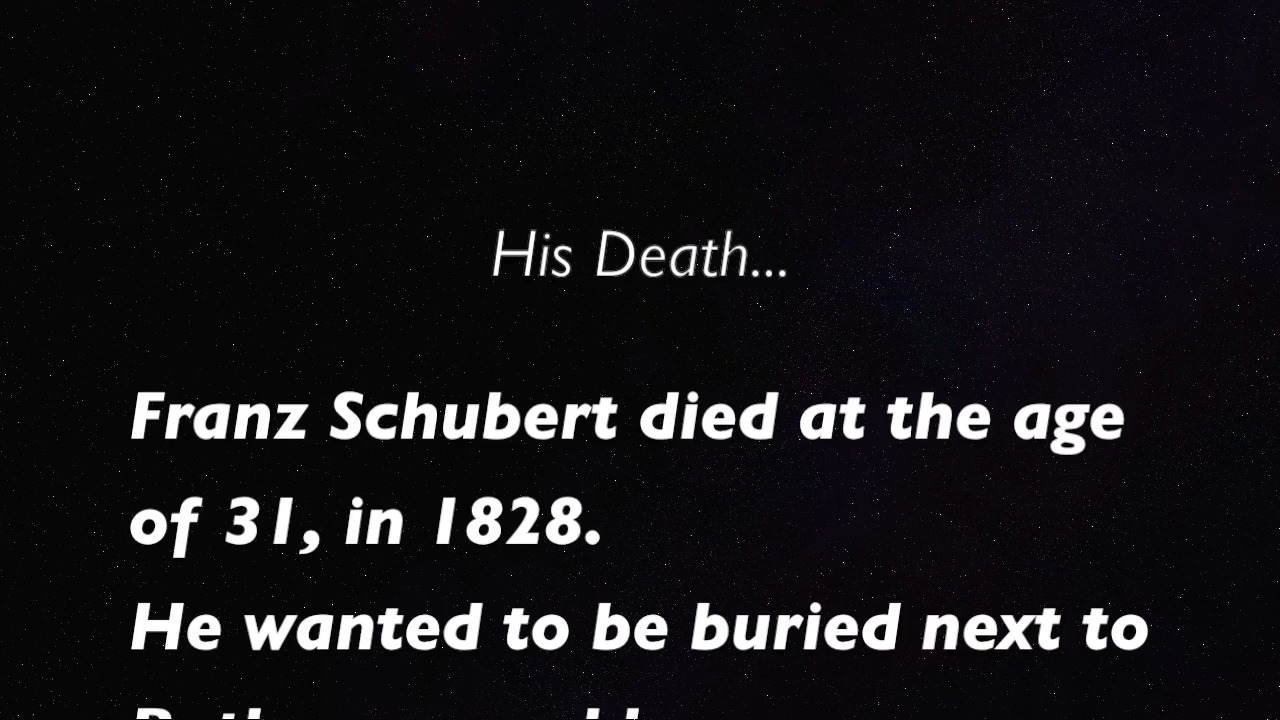 His Death...
Franz Schubert died at the age
of 31, in 1828.
He wanted to be buried next to